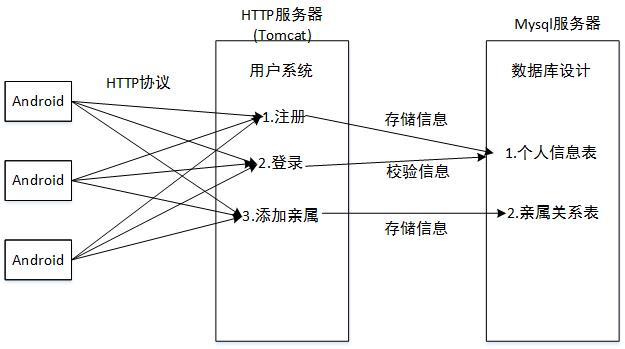 HTTP服务器
(Tomcat)
Mysql服务器
HTTP协议
用户系统
数据库设计
Android
1.注册
存储信息
1.个人信息表
Android
2.登录
校验信息
3.添加亲属
存储信息
2.亲属关系表
Android